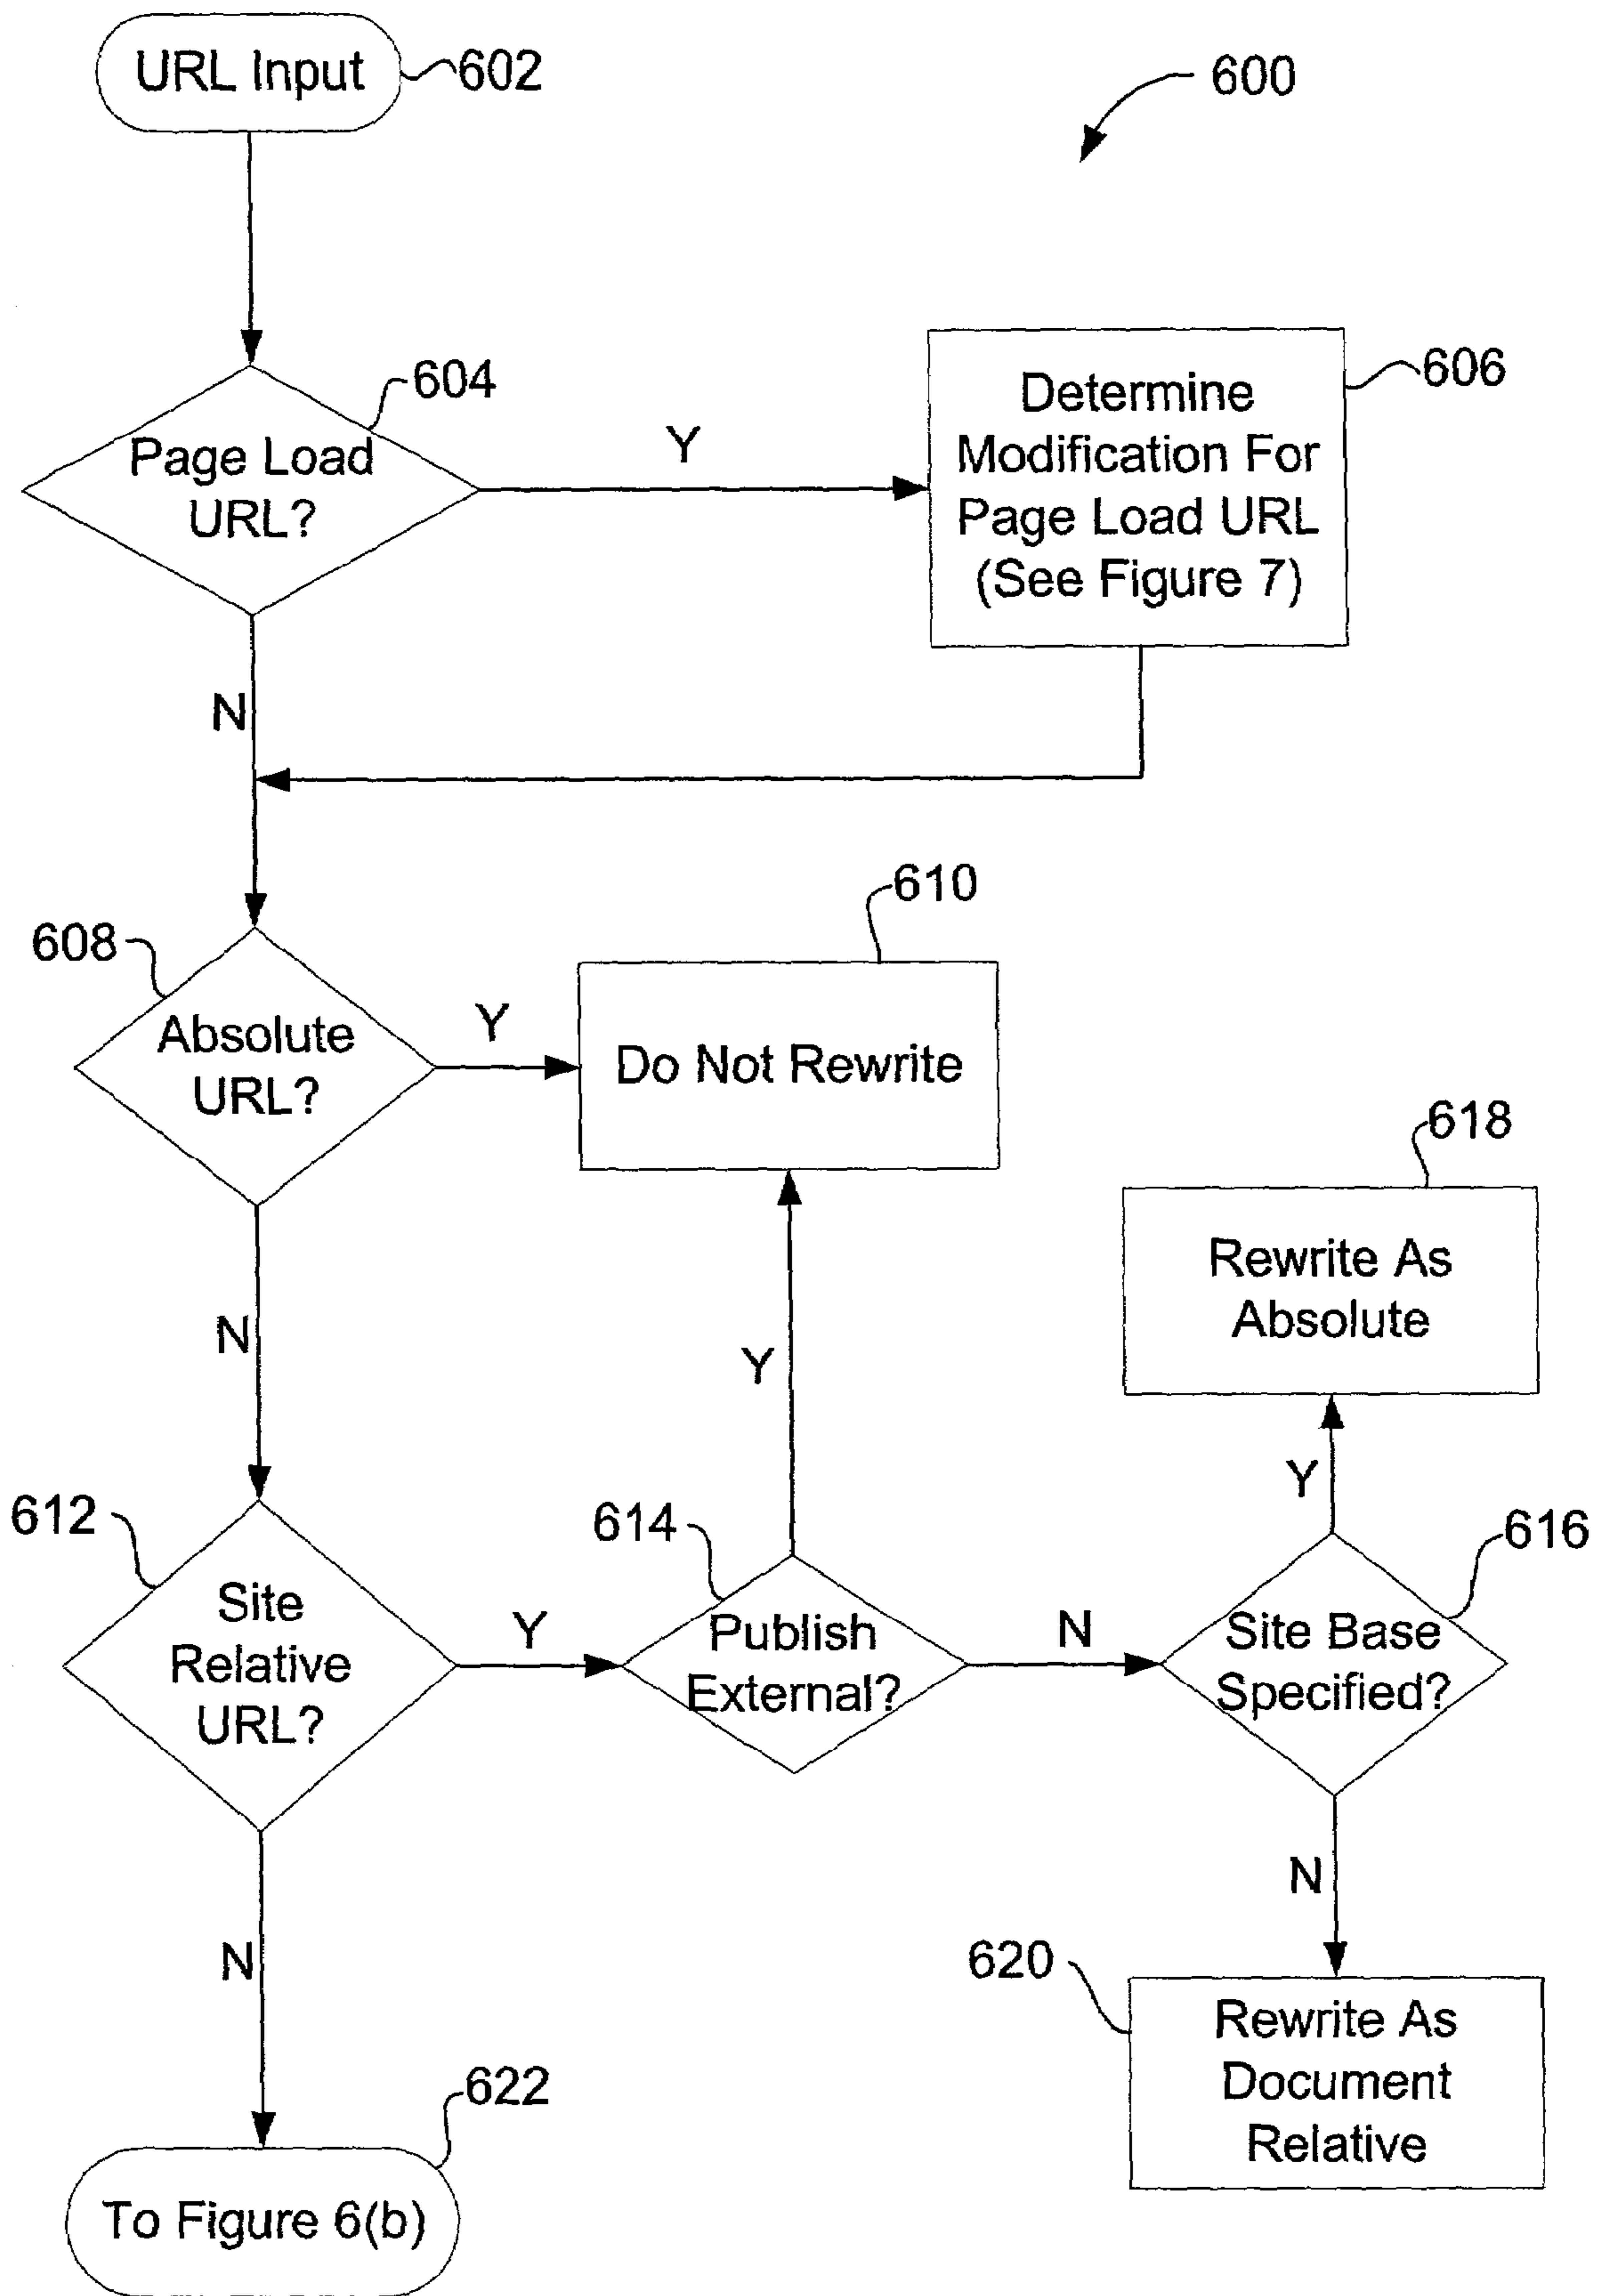 URL Input
602
600
604
Page Load
URL?
Y
Determine
Modification For
Page Load URL
(See Figure 7)
606
N
608
Absolute
URL?
Y
610
Do Not Rewrite
618
Rewrite As
Absolute
N
Y
Y
612
Site
Relative
URL?
Y
614
Publish
External?
N
616
Site Base
Specified?
N
N
620
Rewrite As
Document
Relative
622
To Figure 6(b)